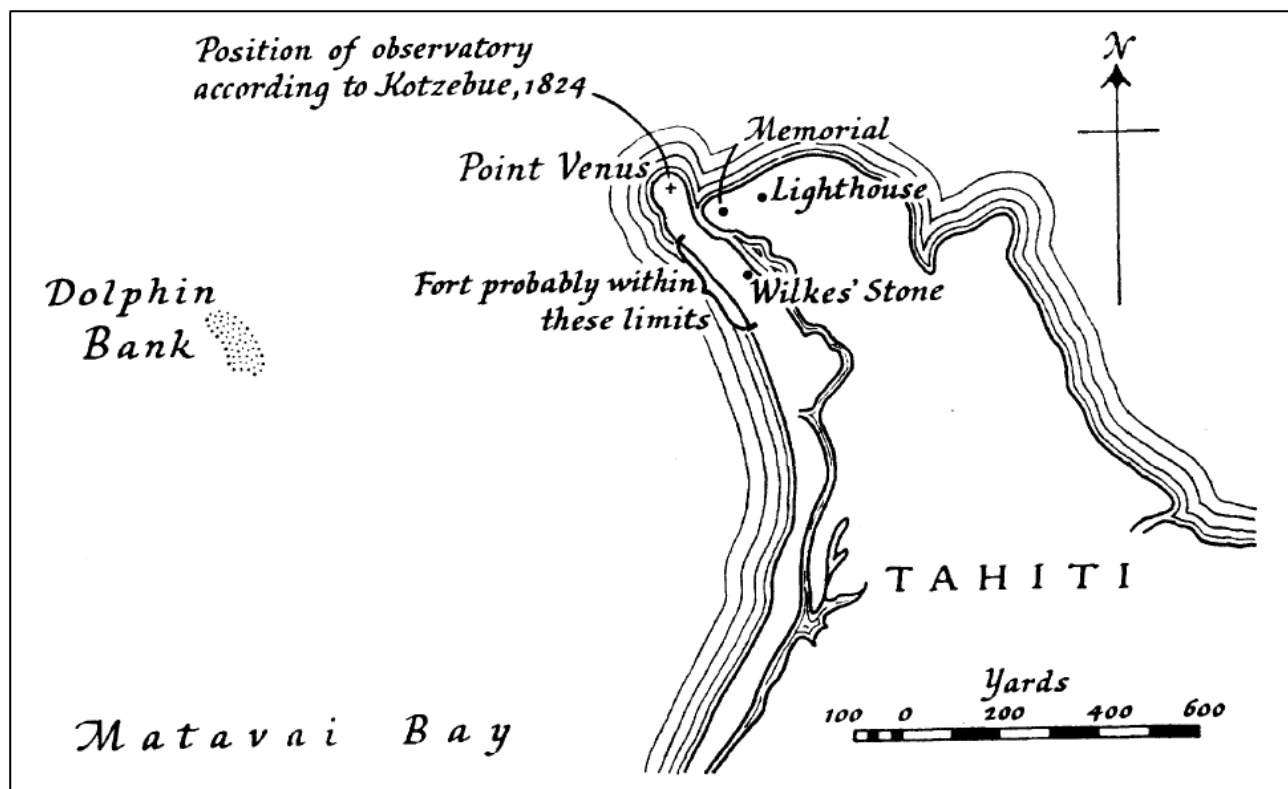 Position of observatory
according to Kotzebue, 1824
N
Memorial
Point Venus
Lighthouse
Dolphin
Bank
Fort probably within
these limits
Wilkes' Stone
TAHITI
Yards
100 0 200 400 600
Matavai Bay